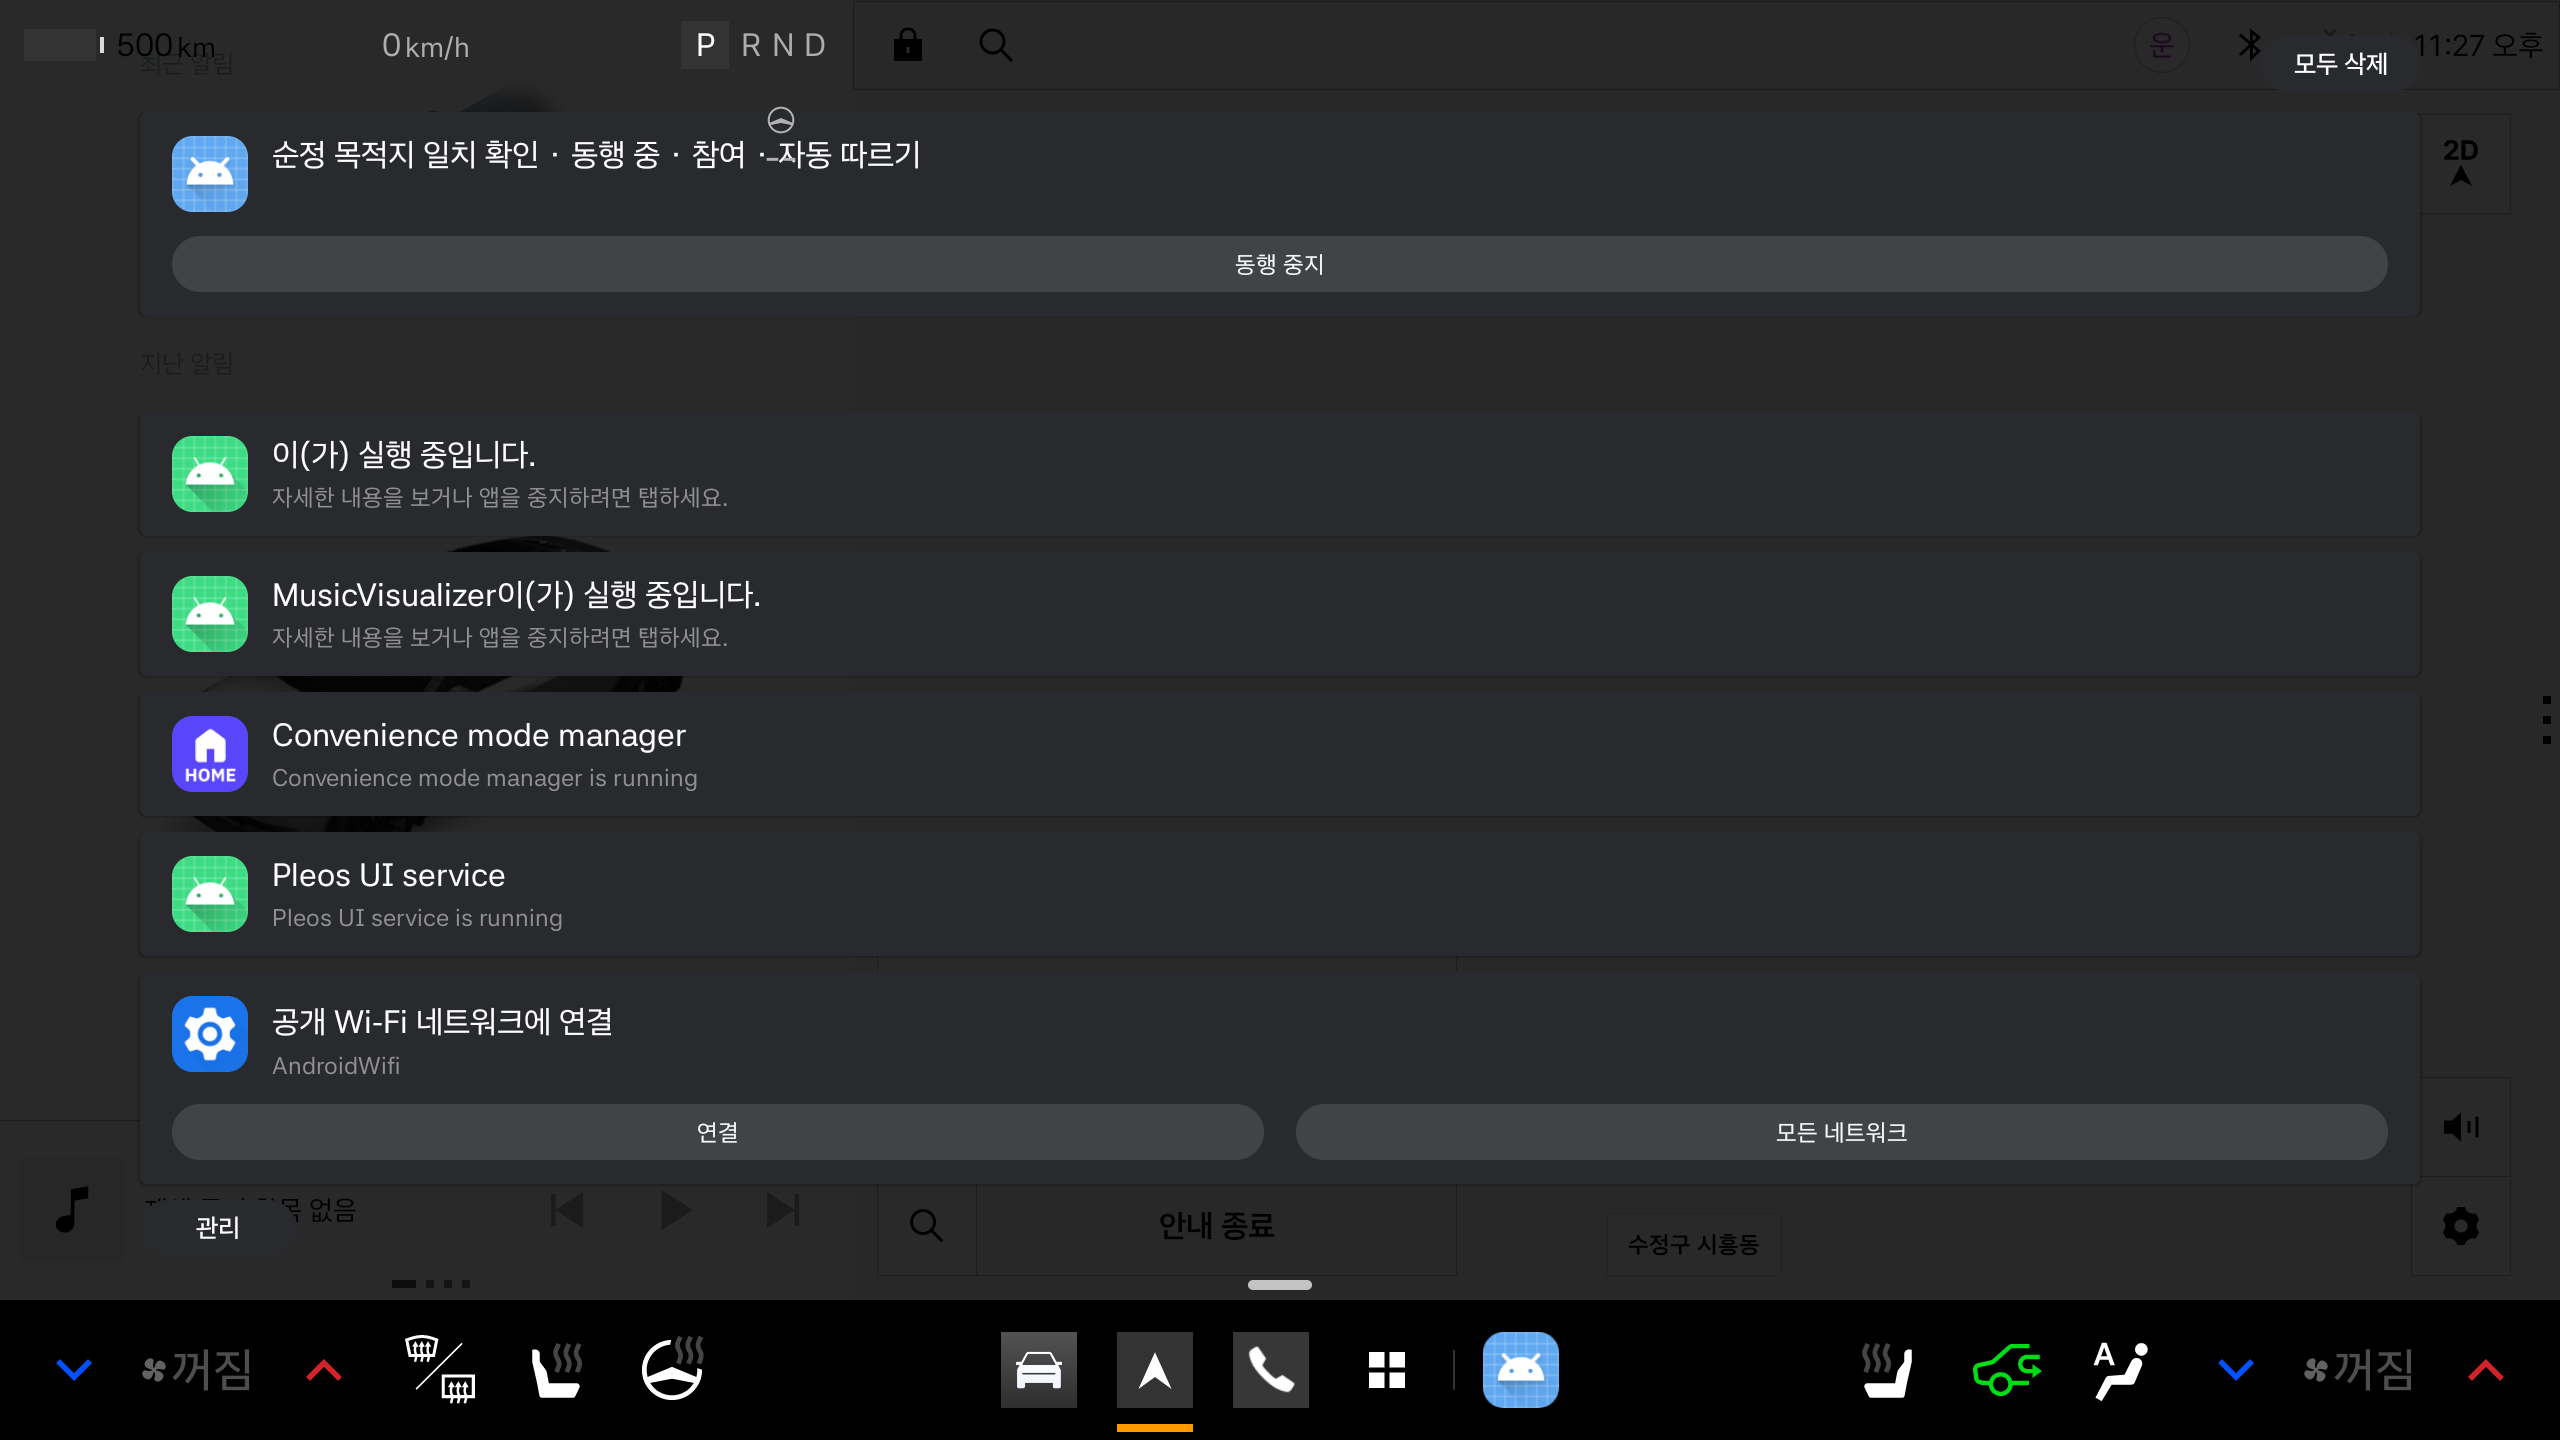 500 km
0 km/h
P R N D
운
11:27 오후
최근 알림
모두 삭제
순정 목적지 일치 확인 · 동행 중 · 참여 · 자동 따르기
2D
동행 중지
지난 알림
이(가) 실행 중입니다.
자세한 내용을 보거나 앱을 중지하려면 탭하세요.
MusicVisualizer이(가) 실행 중입니다.
자세한 내용을 보거나 앱을 중지하려면 탭하세요.
Convenience mode manager
Convenience mode manager is running
HOME
Pleos UI service
Pleos UI service is running
공개 Wi-Fi 네트워크에 연결
AndroidWifi
연결
모든 네트워크
없음
관리
안내 종료
수정구 시흥동
꺼짐
A
꺼짐